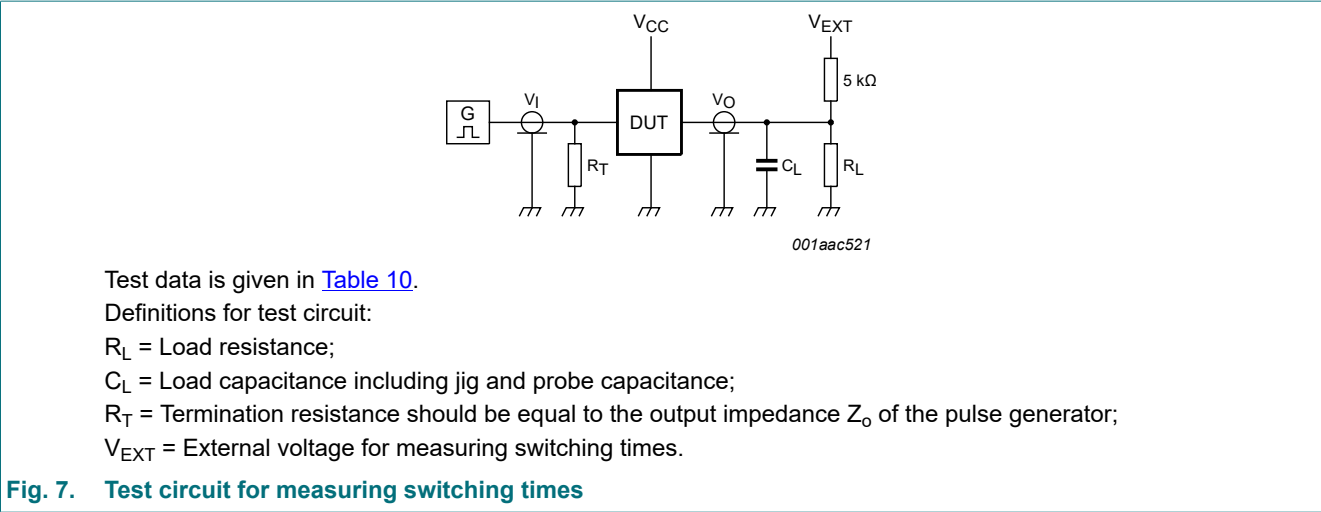 VCC
VEXT
5 kΩ
G
VI
DUT
VO
RT
CL
RL
001aac521
Test data is given in Table 10.
Definitions for test circuit:
RL = Load resistance;
CL = Load capacitance including jig and probe capacitance;
RT = Termination resistance should be equal to the output impedance Zo of the pulse generator;
VEXT = External voltage for measuring switching times.
Fig. 7. Test circuit for measuring switching times